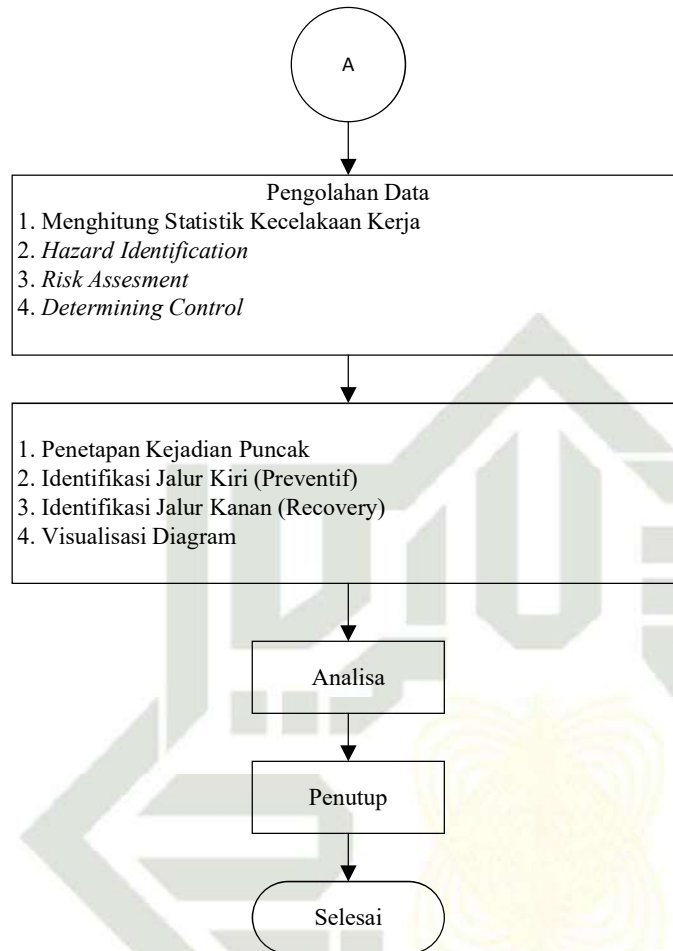 A
Pengolahan Data
1. Menghitung Statistik Kecelakaan Kerja
2. Hazard Identification
3. Risk Assesment
4. Determining Control
1. Penetapan Kejadian Puncak
2. Identifikasi Jalur Kiri (Preventif)
3. Identifikasi Jalur Kanan (Recovery)
4. Visualisasi Diagram
Analisa
Penutup
Selesai